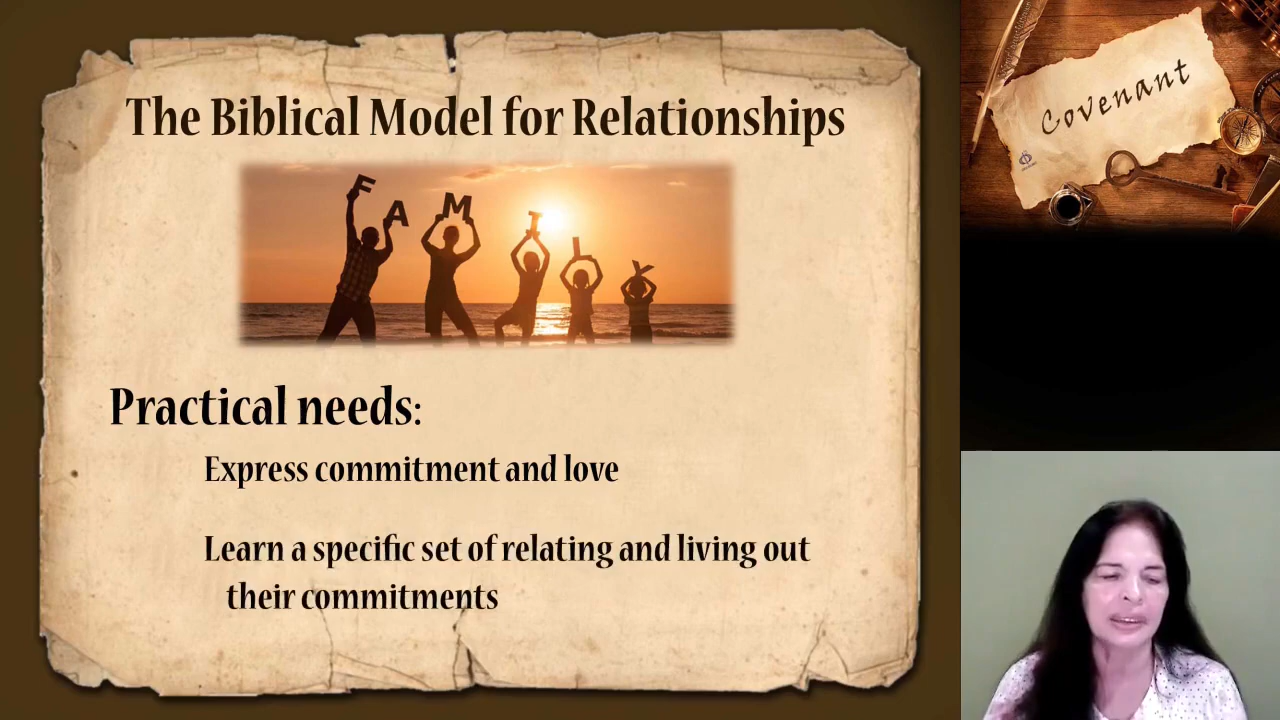 The Biblical Model for Relationships
F A M I L Y
Practical needs:
Express commitment and love
Learn a specific set of relating and living out
their commitments
Covenant